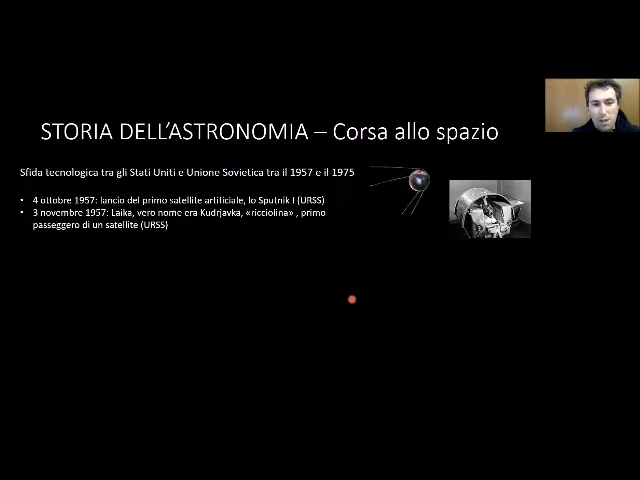 STORIA DELL'ASTRONOMIA – Corsa allo spazio
Sfida tecnologica tra gli Stati Uniti e Unione Sovietica tra il 1957 e il 1975
• 4 ottobre 1957: lancio del primo satellite artificiale, lo Sputnik I (URSS)
• 3 novembre 1957: Laika, vero nome era Kudrjavka, «ricciolina» , primo
passeggero di un satellite (URSS)